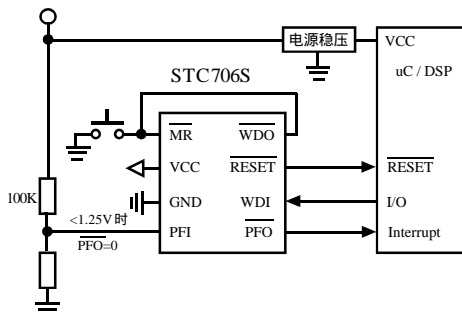 电源稳压
VCC
uC / DSP
STC706S
MR
WDO
VCC
RESET
RESET
GND
WDI
I/O
100K
<1.25V 时
PFI
PFO
Interrupt
PFO=0